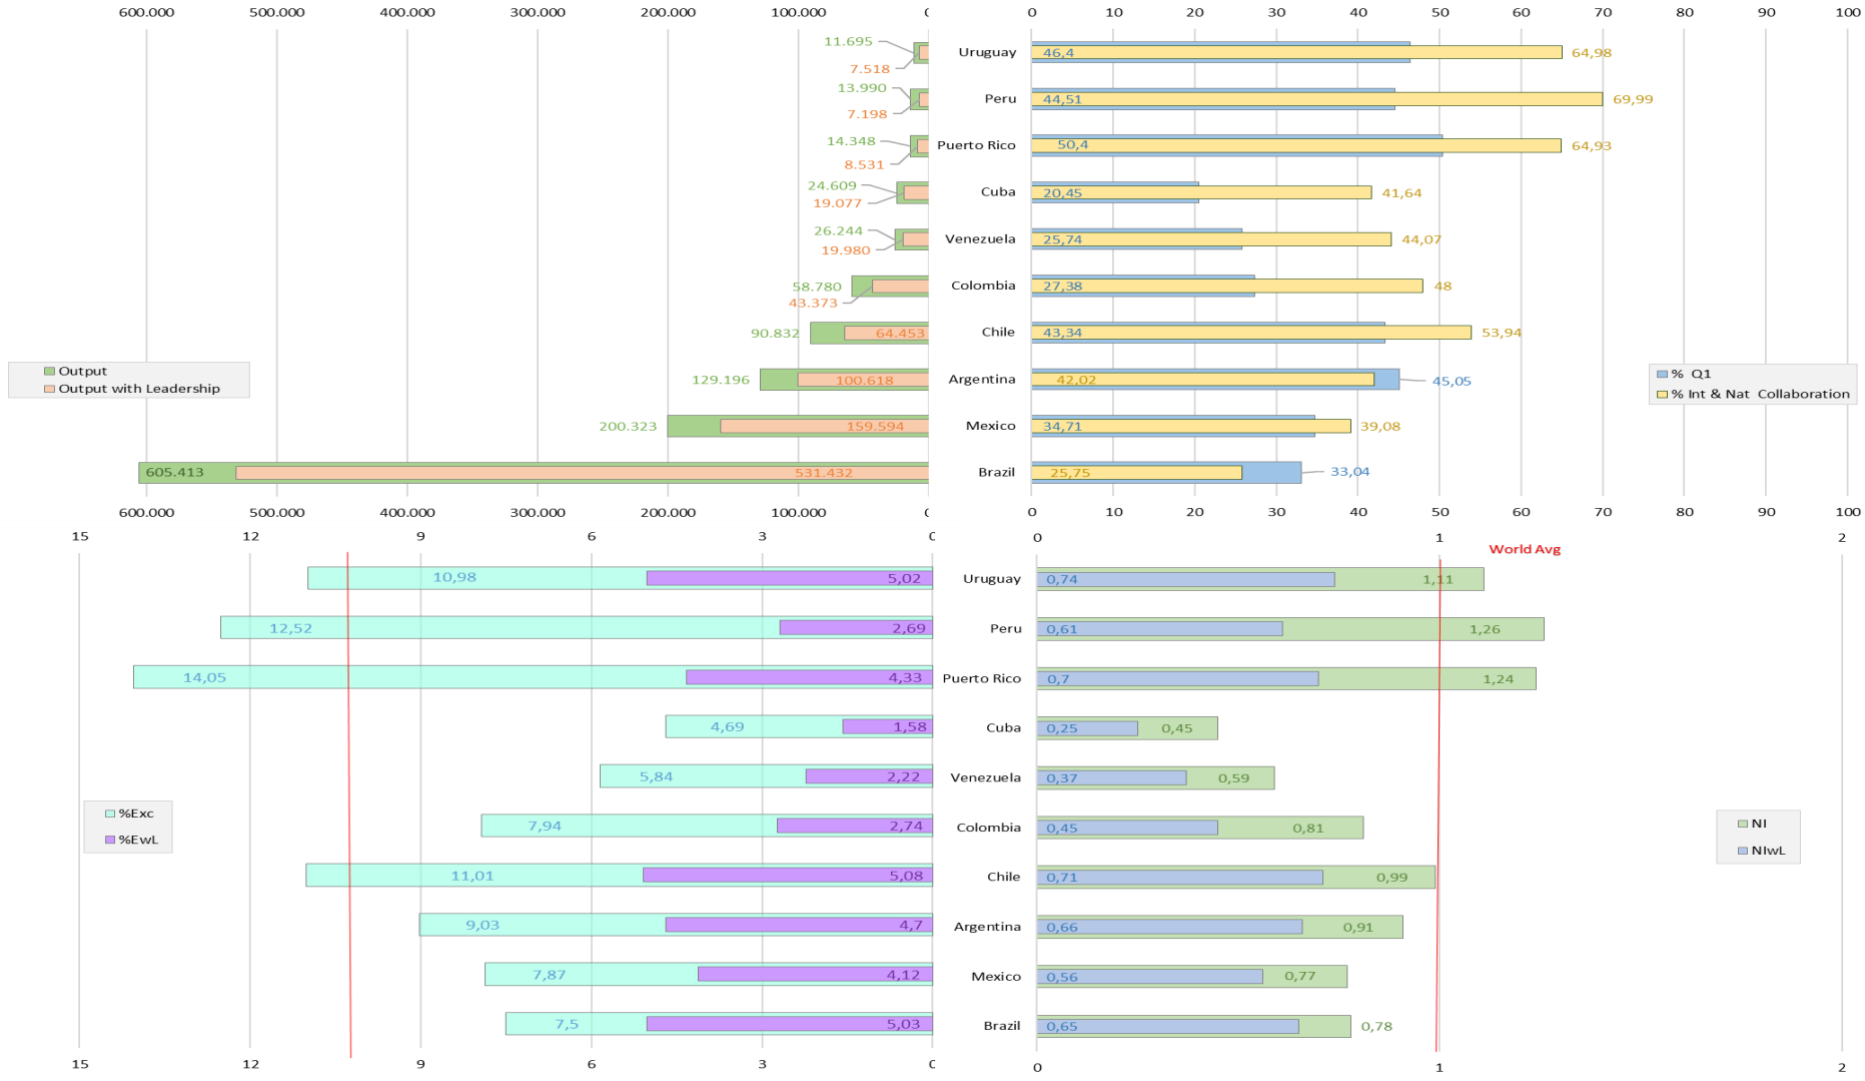 600.000 500.000 400.000 300.000 200.000 100.000 0
0 10 20 30 40 50 60 70 80 90 100
11.695
7.518
Uruguay
46,4
64,98
13.990
7.198
Peru
44,51
69,99
14.348
8.531
Puerto Rico
50,4
64,93
24.609
19.077
Cuba
20,45
41,64
26.244
19.980
Venezuela
25,74
44,07
58.780
43.373
Colombia
27,38
48
90.832
64.453
Chile
43,34
53,94
Output
Output with Leadership
129.196
100.618
Argentina
42,02
45,05
% Q1
% Int & Nat Collaboration
200.323
159.594
Mexico
34,71
39,08
605.413
531.432
Brazil
25,75
33,04
600.000 500.000 400.000 300.000 200.000 100.000 0
0 10 20 30 40 50 60 70 80 90 100
15 12 9 6 3 0
0 1 2
World Avg
10,98
5,02
Uruguay
0,74
1,11
12,52
2,69
Peru
0,61
1,26
14,05
4,33
Puerto Rico
0,7
1,24
4,69
1,58
Cuba
0,25
0,45
5,84
2,22
Venezuela
0,37
0,59
%Exc
%EwL
7,94
2,74
Colombia
0,45
0,81
NI
NIwL
11,01
5,08
Chile
0,71
0,99
9,03
4,7
Argentina
0,66
0,91
7,87
4,12
Mexico
0,56
0,77
7,5
5,03
Brazil
0,65
0,78
15 12 9 6 3 0
0 1 2